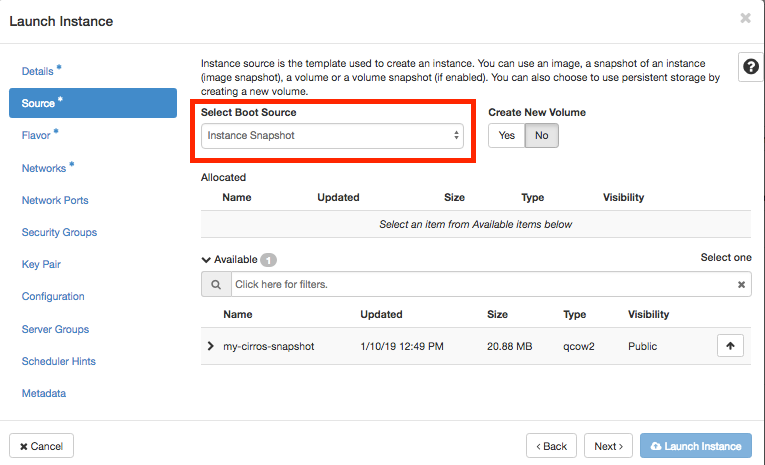 Launch Instance
Details *
Source *
Flavor *
Networks *
Network Ports
Security Groups
Key Pair
Configuration
Server Groups
Scheduler Hints
Metadata
Instance source is the template used to create an instance. You can use an image, a snapshot of an instance
(image snapshot), a volume or a volume snapshot (if enabled). You can also choose to use persistent storage by
creating a new volume.
Select Boot Source
Create New Volume
Instance Snapshot
Yes No
Allocated
Name Updated Size Type Visibility
Select an item from Available items below
Available 1
Select one
Click here for filters.
Name Updated Size Type Visibility
my-cirros-snapshot 1/10/19 12:49 PM 20.88 MB qcow2 Public
Cancel
Back Next Launch Instance